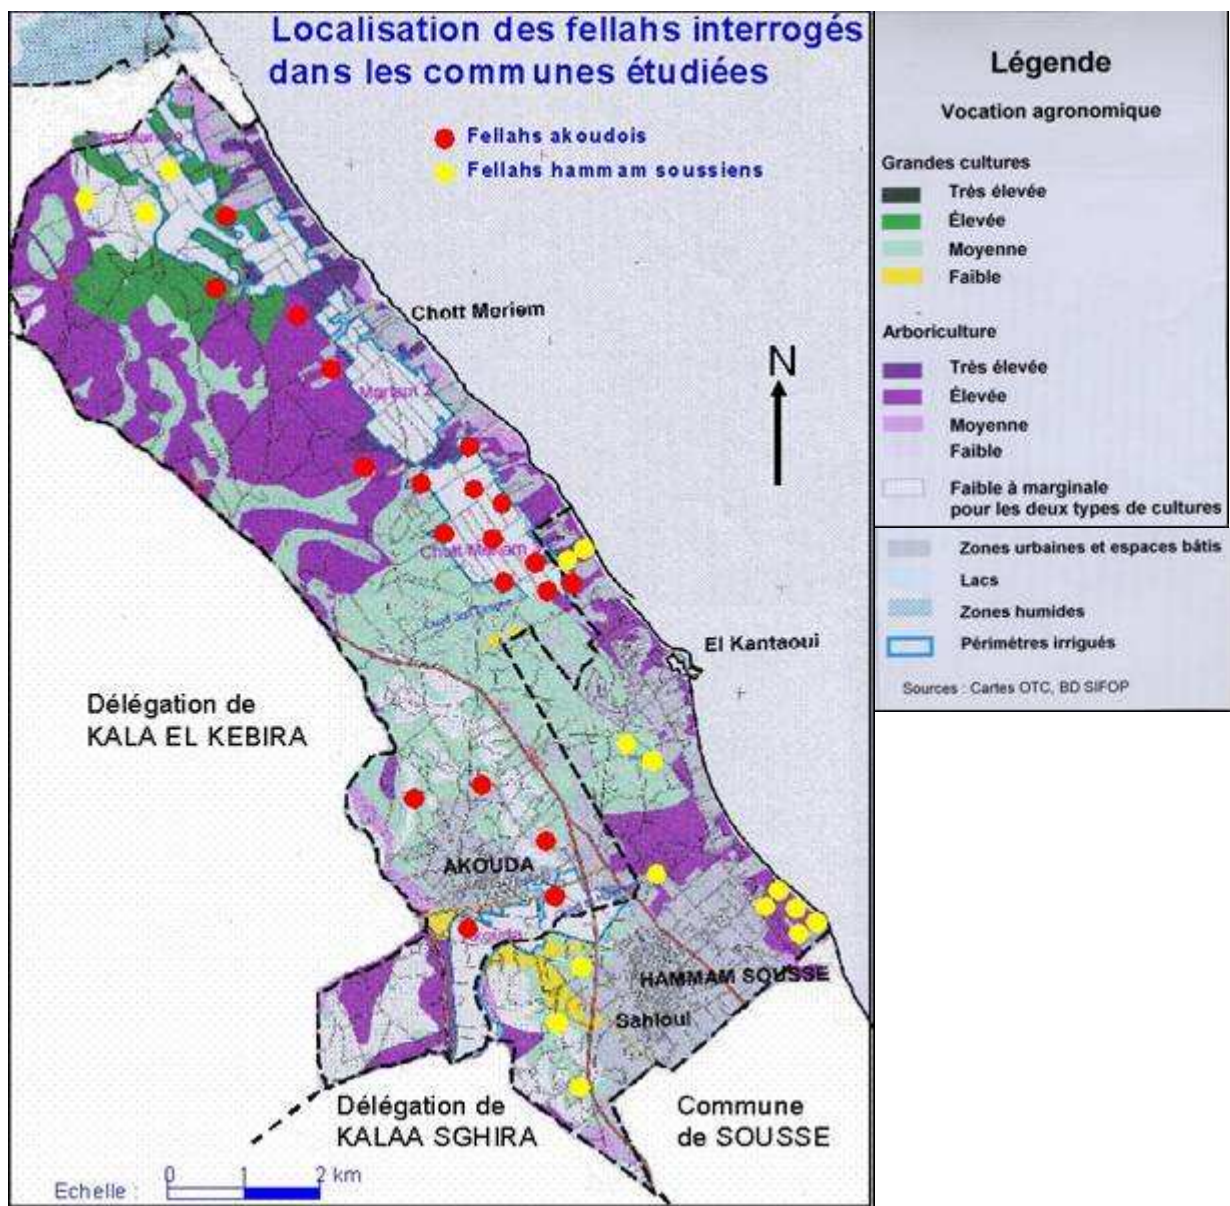 Localisation des fellahs interrogés
dans les communes étudiées
Fellahs akoudois
Fellahs hammam soussiens
Chott Meriem
N
Meriam 2
Chott-Meriam
El Kantaoui
Délégation de
KALA EL KEBIRA
AKOUDA
HAMMAM SOUSSE
Sahloul
Délégation de
KALAA SGHIRA
Commune
de SOUSSE
Echelle :
0 1 2 km
Légende
Vocation agronomique
Grandes cultures
Très élevée
Élevée
Moyenne
Faible
Arboriculture
Très élevée
Élevée
Moyenne
Faible
Faible à marginale
pour les deux types de cultures
Zones urbaines et espaces bâtis
Lacs
Zones humides
Périmètres irrigués
Sources : Cartes OTC, BD SIFOP